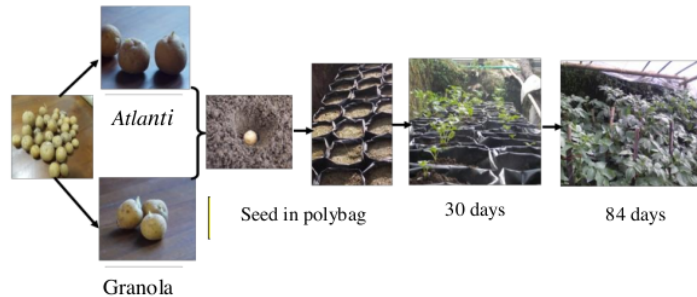 Atlanti
Granola
Seed in polybag
30 days
84 days